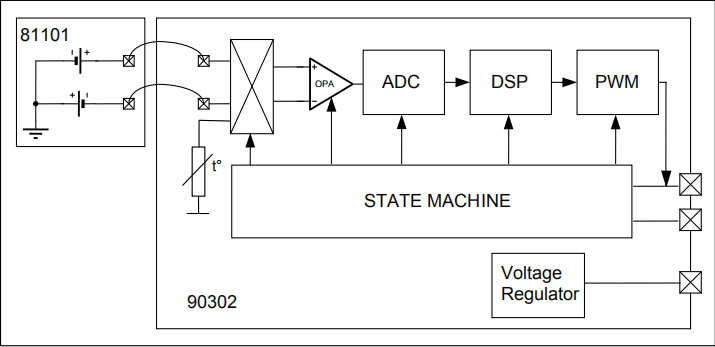 81101
+
+
+
−
OPA
ADC
DSP
PWM
t°
STATE MACHINE
Voltage
Regulator
90302